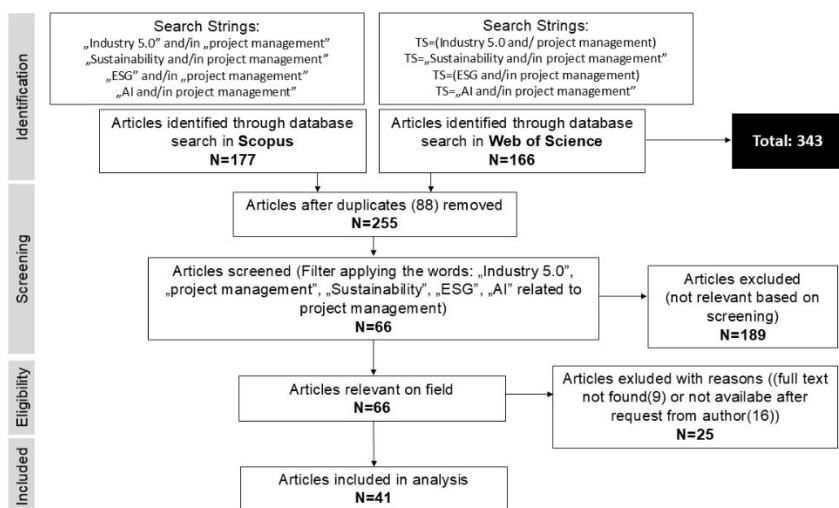 Identification
Search Strings:
„Industry 5.0” and/in „project management”
„Sustainability and/in project management”
„ESG” and/in „project management”
„AI and/in project management”
Search Strings:
TS=(Industry 5.0 and/ project management)
TS=„Sustainability and/in project management”
TS=(ESG and/in project management)
TS=„AI and/in project management”
Articles identified through database
search in Scopus
N=177
Articles identified through database
search in Web of Science
N=166
Total: 343
Screening
Articles after duplicates (88) removed
N=255
Articles screened (Filter applying the words: „Industry 5.0”,
„project management”, „Sustainability”, „ESG”, „AI” related to
project management)
N=66
Articles excluded
(not relevant based on
screening)
N=189
Eligibility
Articles relevant on field
N=66
Articles exluded with reasons ((full text
not found(9) or not availabe after
request from author(16))
N=25
Included
Articles included in analysis
N=41